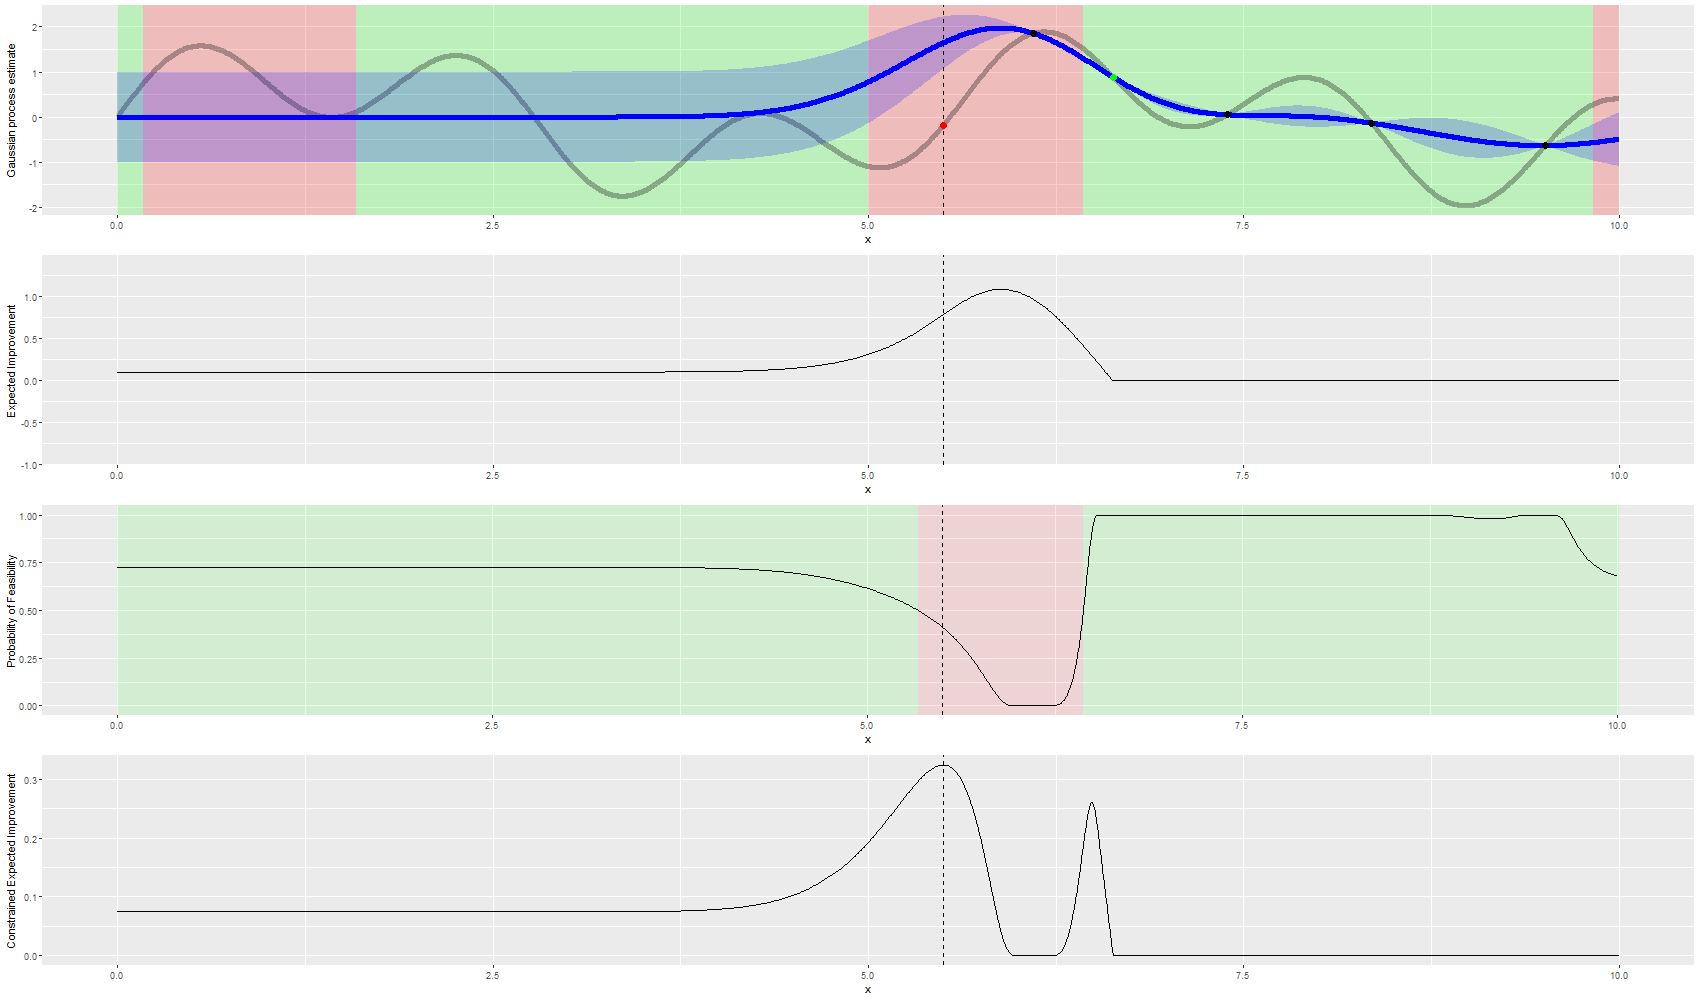 Gaussian process estimate
2
1
0
-1
-2
0.0 2.5 5.0 7.5 10.0
x
Expected Improvement
1.0
0.5
0.0
-0.5
-1.0
0.0 2.5 5.0 7.5 10.0
x
Probability of Feasibility
1.00
0.75
0.50
0.25
0.00
0.0 2.5 5.0 7.5 10.0
x
Constrained Expected Improvement
0.3
0.2
0.1
0.0
0.0 2.5 5.0 7.5 10.0
x